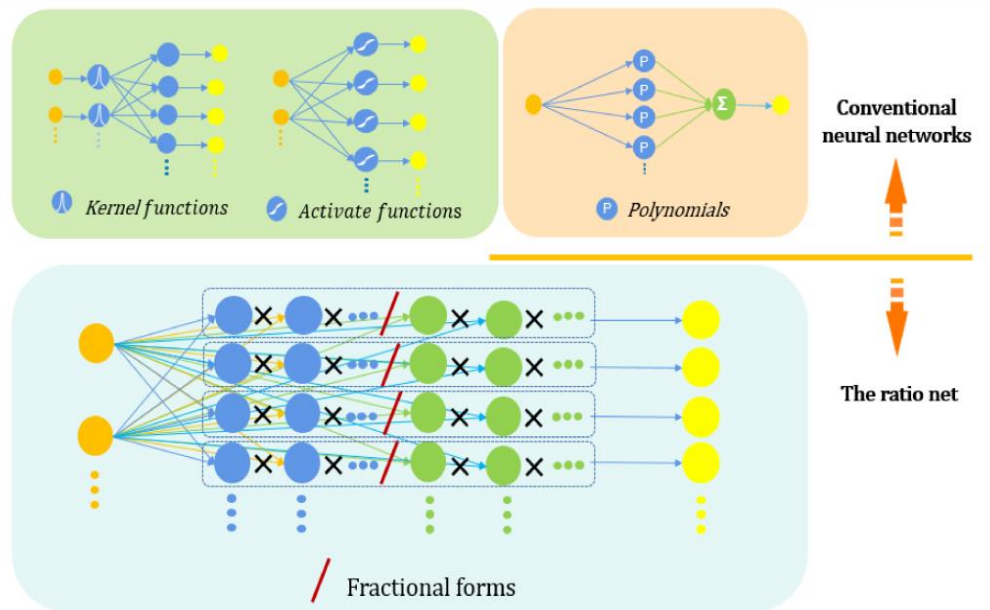 P
P
P
P
Σ
Kernel functions
Activate functions
P Polynomials
Conventional
neural networks
× × / × ×
× × / × ×
× × / × ×
× × / × ×
The ratio net
/ Fractional forms